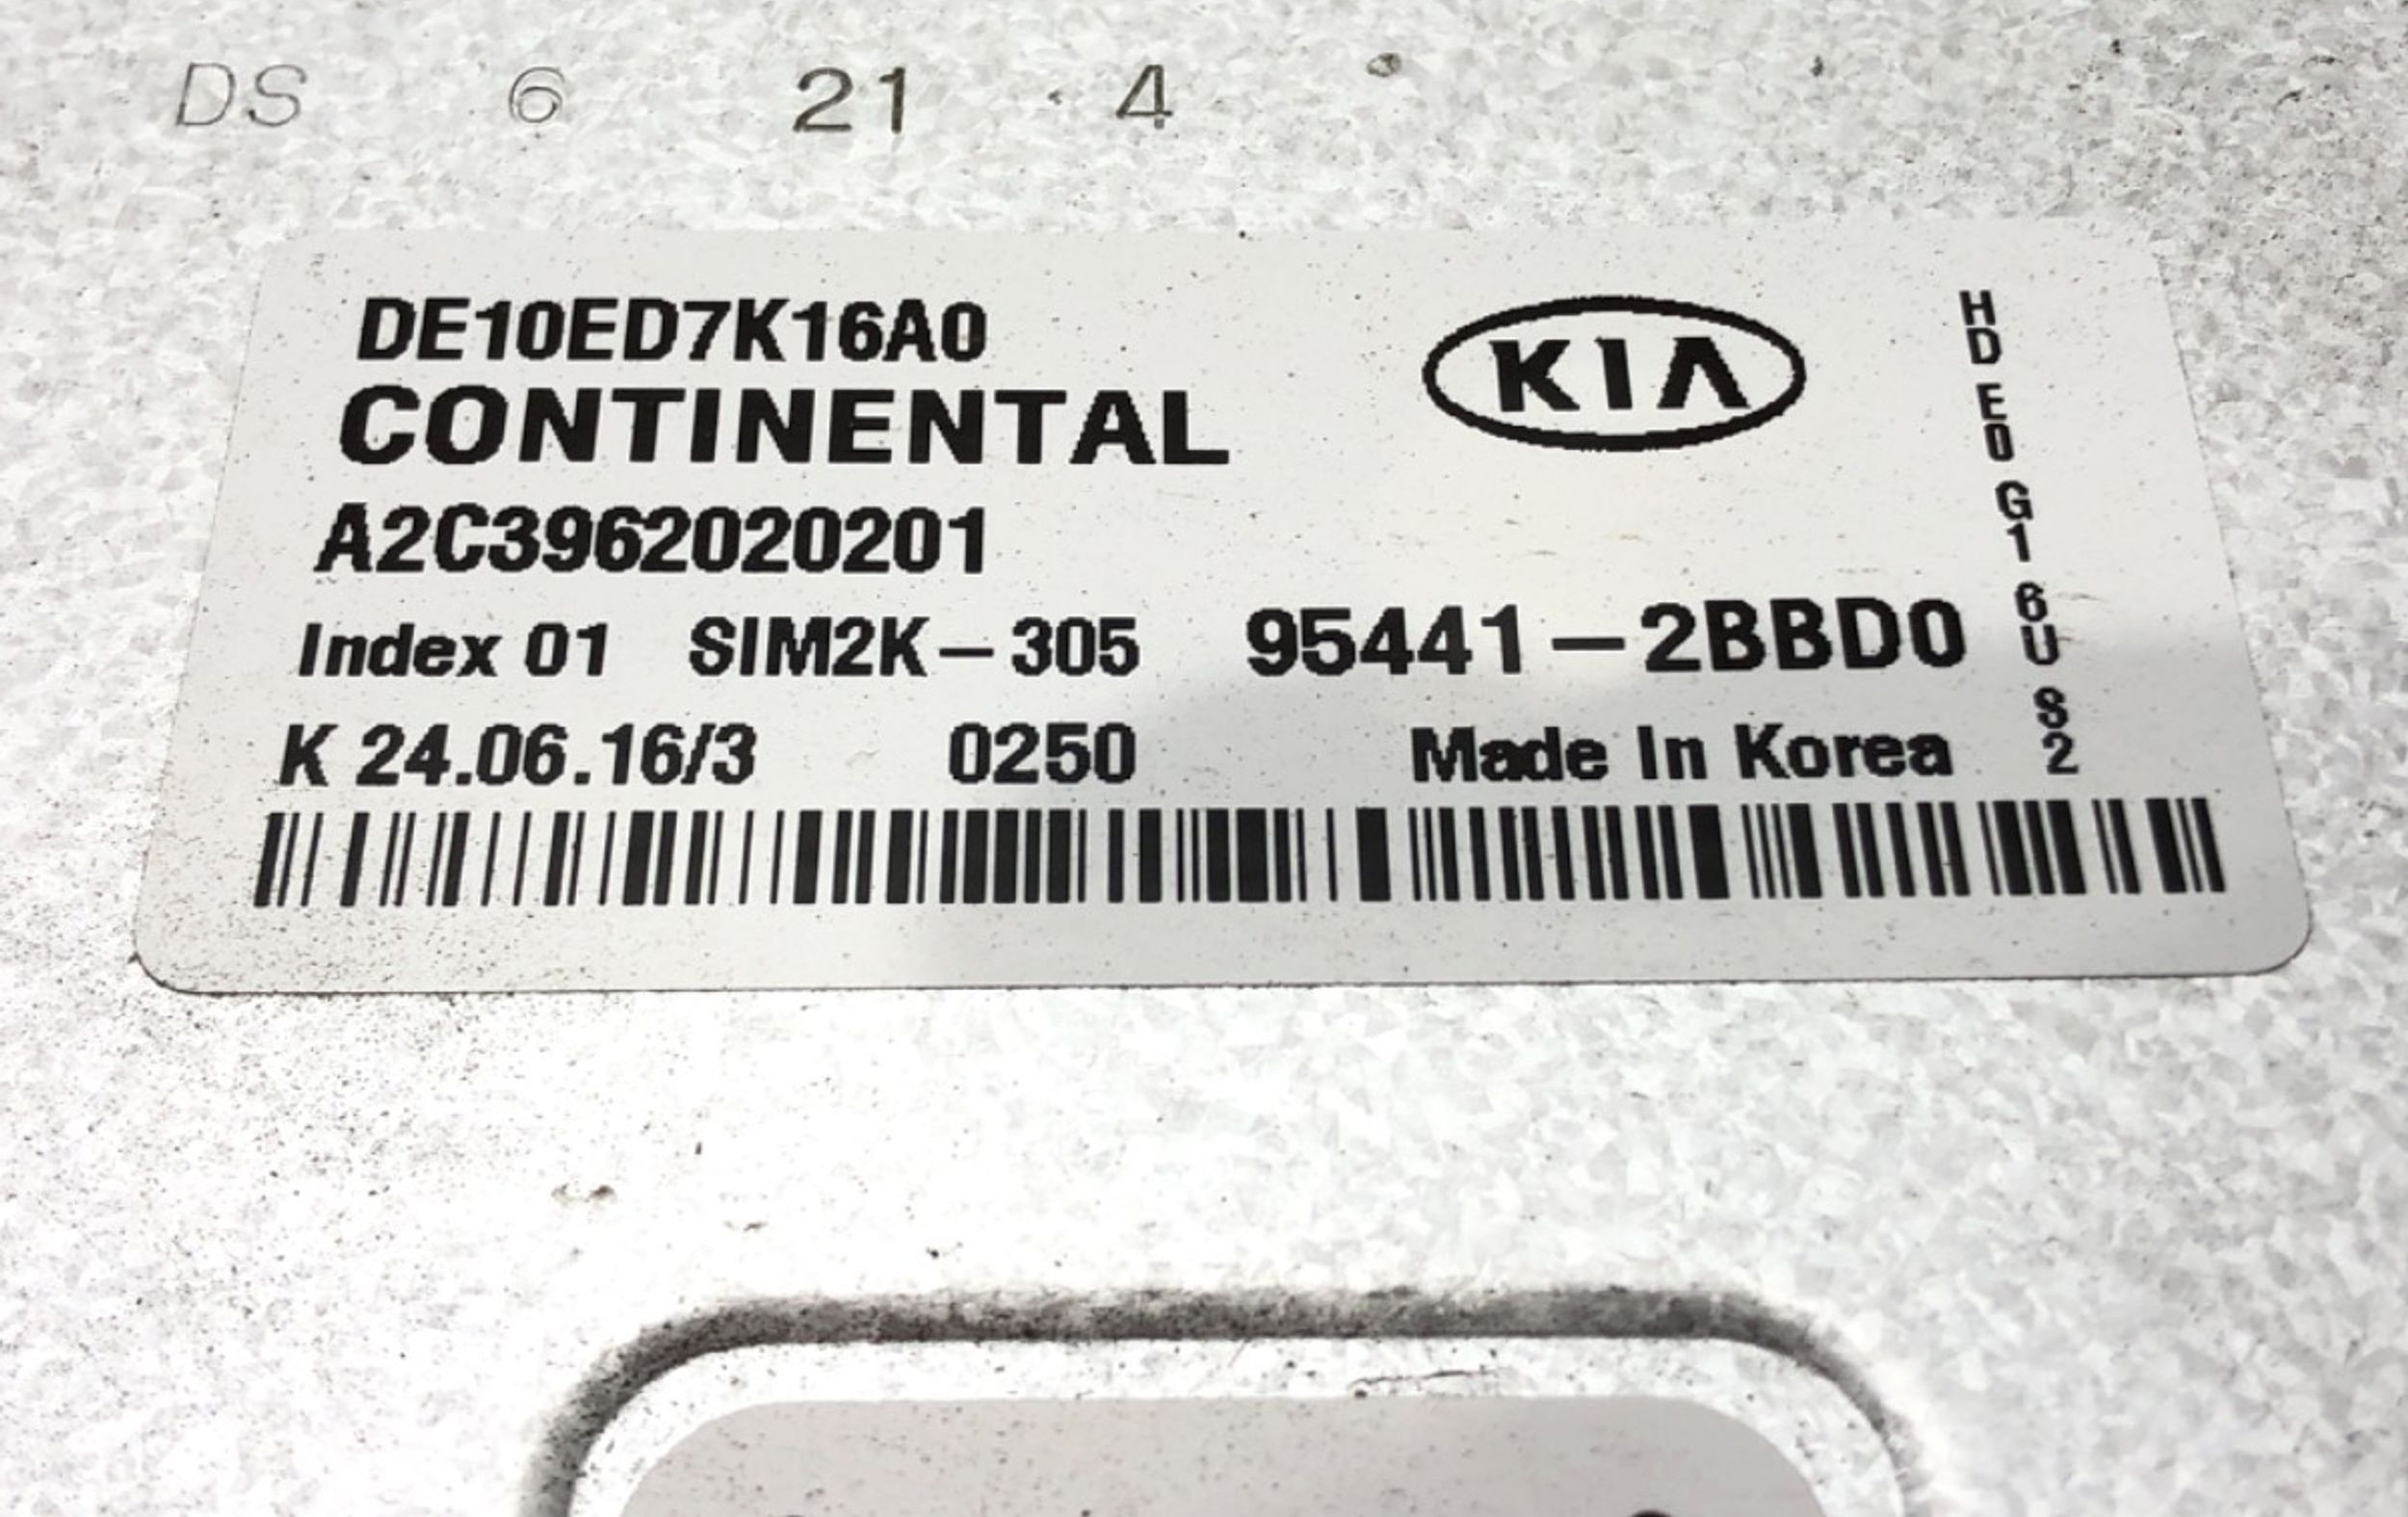 DS 6 21 4
DE10ED7K16A0
KIA
CONTINENTAL
A2C3962020201
Index 01 SIM2K-305 95441-2BBD0
K 24.06.16/3 0250 Made In Korea
HD E0 G1 6U S2